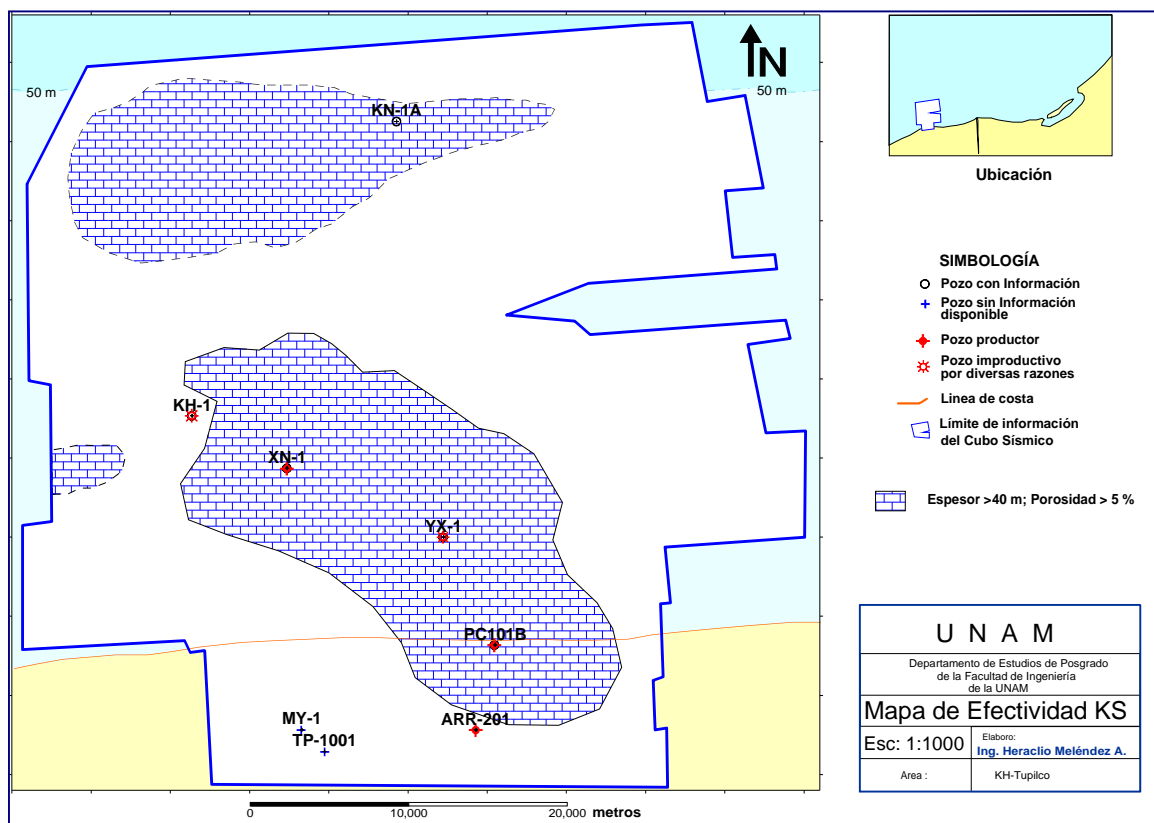 50 m
50 m
N
KN-1A
KH-1
XN-1
YX-1
PC101B
MY-1
TP-1001
ARR-201
0
10,000
20,000
metros
Ubicación
SIMBOLOGÍA
Pozo con Información
Pozo sin Información
disponible
Pozo productor
Pozo improductivo
por diversas razones
Linea de costa
Límite de información
del Cubo Sísmico
Espesor >40 m; Porosidad > 5 %
U N A M
Departamento de Estudios de Posgrado
de la Facultad de Ingeniería
de la UNAM
Mapa de Efectividad KS
Esc: 1:1000
Elaboro:
Ing. Heraclio Meléndez A.
Area :
KH-Tupilco